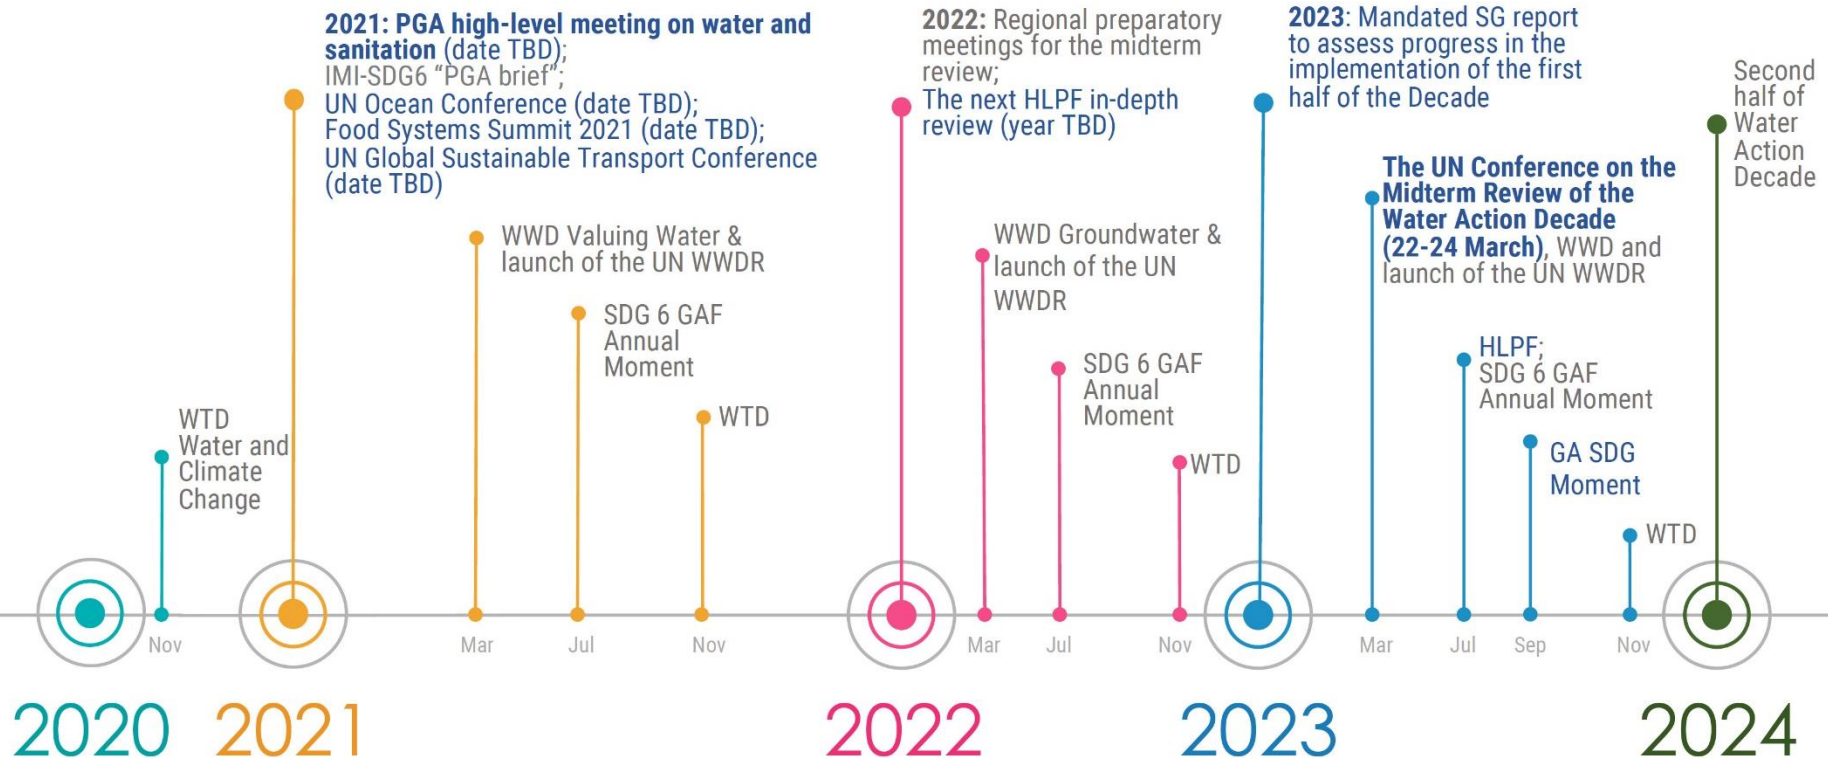 2021: PGA high-level meeting on water and
sanitation (date TBD);
IMI-SDG6 “PGA brief”;
UN Ocean Conference (date TBD);
Food Systems Summit 2021 (date TBD);
UN Global Sustainable Transport Conference
(date TBD)
2022: Regional preparatory
meetings for the midterm
review;
The next HLPF in-depth
review (year TBD)
2023: Mandated SG report
to assess progress in the
implementation of the first
half of the Decade
Second
half of
Water
Action
Decade
The UN Conference on the
Midterm Review of the
Water Action Decade
(22-24 March), WWD and
launch of the UN WWDR
WWD Valuing Water &
launch of the UN WWDR
WWD Groundwater &
launch of the UN
WWDR
SDG 6 GAF
Annual
Moment
SDG 6 GAF
Annual
Moment
HLPF;
SDG 6 GAF
Annual Moment
WTD
Water and
Climate
Change
WTD
WTD
GA SDG
Moment
WTD
Nov
Mar
Jul
Nov
Mar
Jul
Nov
Mar
Jul
Sep
Nov
2020
2021
2022
2023
2024